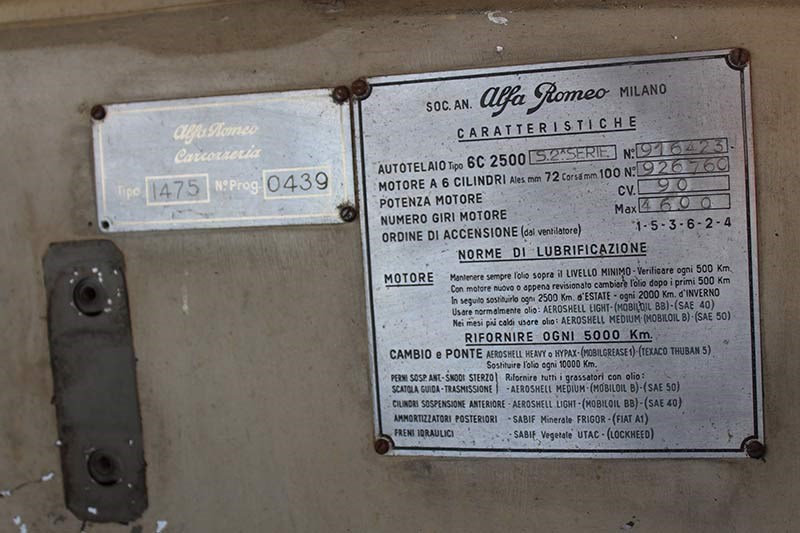 Alfa Romeo
Carrozzeria
Tipo 1475 N° Prog. 0439
SOC. AN. Alfa Romeo MILANO
CARATTERISTICHE
AUTOTELAIO Tipo 6C 2500 S.2ª SERIE N° 916423
MOTORE A 6 CILINDRI Ales. mm. 72 Corsa mm. 100 N° 926760
POTENZA MOTORE CV. 90
NUMERO GIRI MOTORE Max 4600
ORDINE DI ACCENSIONE (dal ventilatore) 1-5-3-6-2-4
NORME DI LUBRIFICAZIONE
MOTORE Mantenere sempre l'olio sopra il LIVELLO MINIMO - Verificare ogni 500 Km.
Con motore nuovo o appena revisionato cambiare l'olio dopo i primi 500 Km.
In seguito sostituirlo ogni 2500 Km. d'ESTATE - ogni 2000 Km. d'INVERNO
Usare normalmente olio: AEROSHELL LIGHT-(MOBILOIL BB)-(SAE 40)
Nei mesi più caldi usare olio: AEROSHELL MEDIUM-(MOBILOIL B)-(SAE 50)
RIFORNIRE OGNI 5000 Km.
CAMBIO e PONTE AEROSHELL HEAVY o HYPAX-(MOBILGREASE 1)-(TEXACO THUBAN 5)
Sostituire l'olio ogni 10000 Km.
PERNI SOSP. ANT.-SNODI STERZO Rifornire tutti i grassatori con olio:
SCATOLA GUIDA-TRASMISSIONE - AEROSHELL MEDIUM-(MOBILOIL B)-(SAE 50)
CILINDRI SOSPENSIONE ANTERIORE - AEROSHELL LIGHT-(MOBILOIL BB)-(SAE 40)
AMMORTIZZATORI POSTERIORI - SABIF Minerale FRIGOR-(FIAT A1)
FRENI IDRAULICI - SABIF Vegetale UTAC-(LOCKHEED)